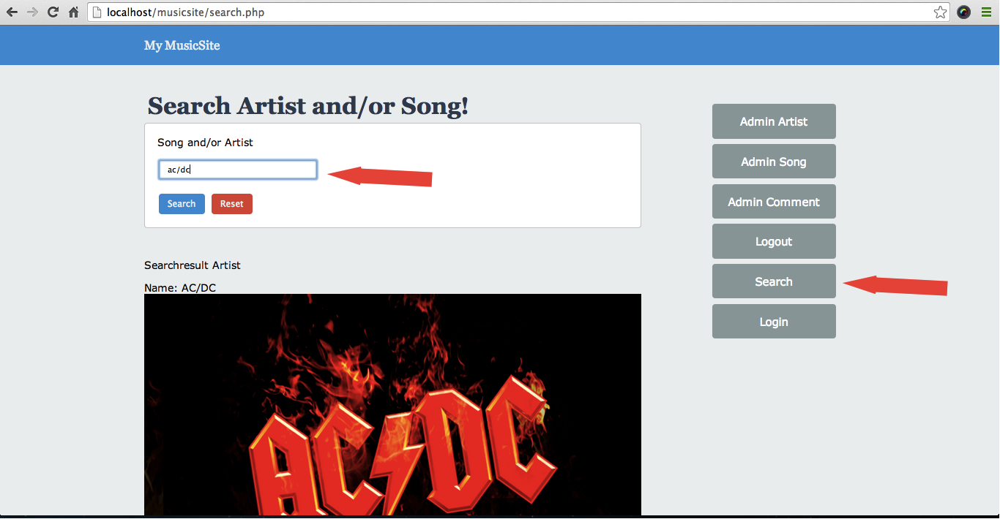 localhost/musicsite/search.php
My MusicSite
Search Artist and/or Song!
Song and/or Artist
ac/dc
Search
Reset
Searchresult Artist
Name: AC/DC
AC/DC
Admin Artist
Admin Song
Admin Comment
Logout
Search
Login